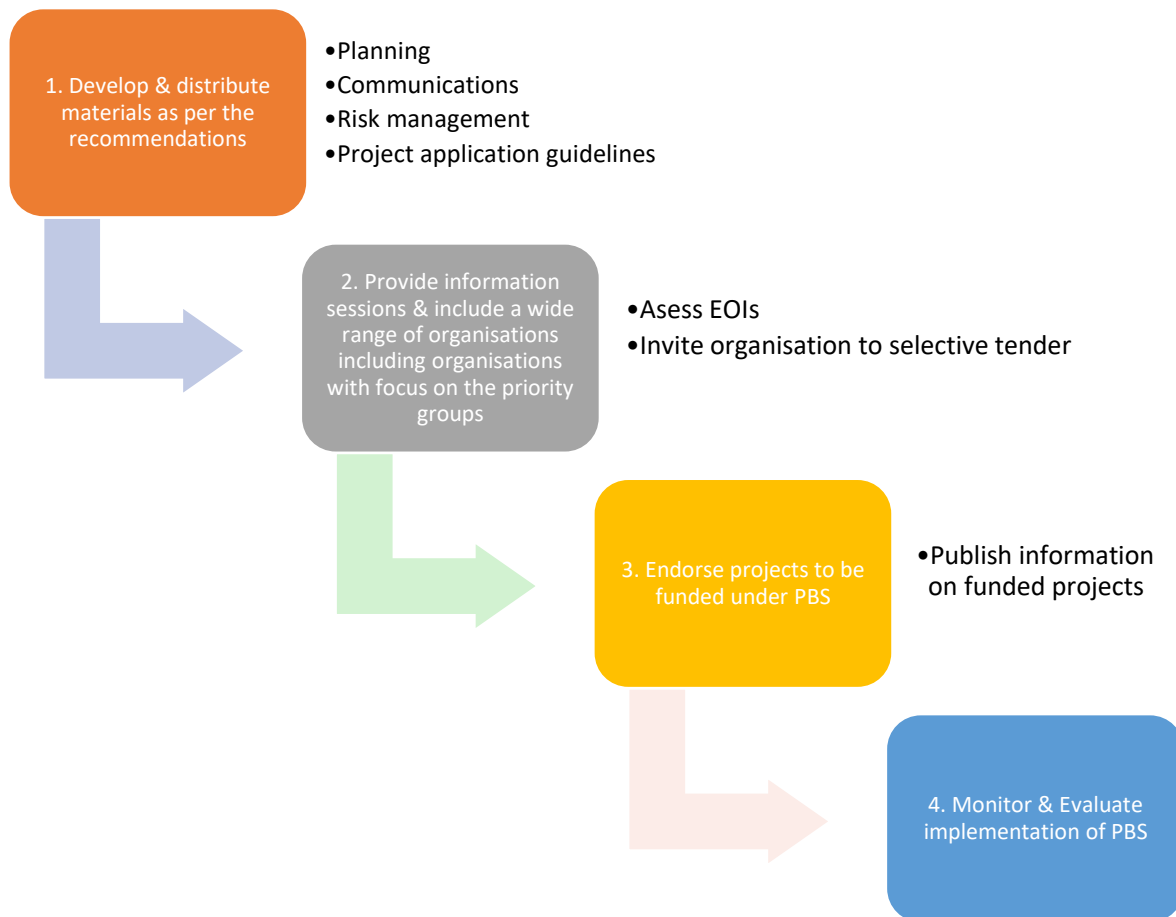 1. Develop & distribute
materials as per the
recommendations
•Planning
•Communications
•Risk management
•Project application guidelines
2. Provide information
sessions & include a wide
range of organisations
including organisations
with focus on the priority
groups
•Asess EOIs
•Invite organisation to selective tender
3. Endorse projects to be
funded under PBS
•Publish information
on funded projects
4. Monitor & Evaluate
implementation of PBS